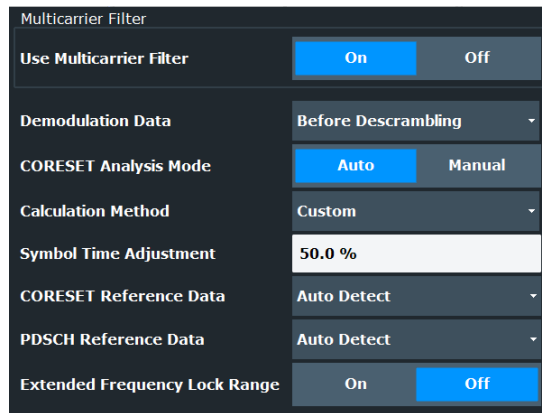 Multicarrier Filter
Use Multicarrier Filter On Off
Demodulation Data Before Descrambling
CORESET Analysis Mode Auto Manual
Calculation Method Custom
Symbol Time Adjustment 50.0 %
CORESET Reference Data Auto Detect
PDSCH Reference Data Auto Detect
Extended Frequency Lock Range On Off